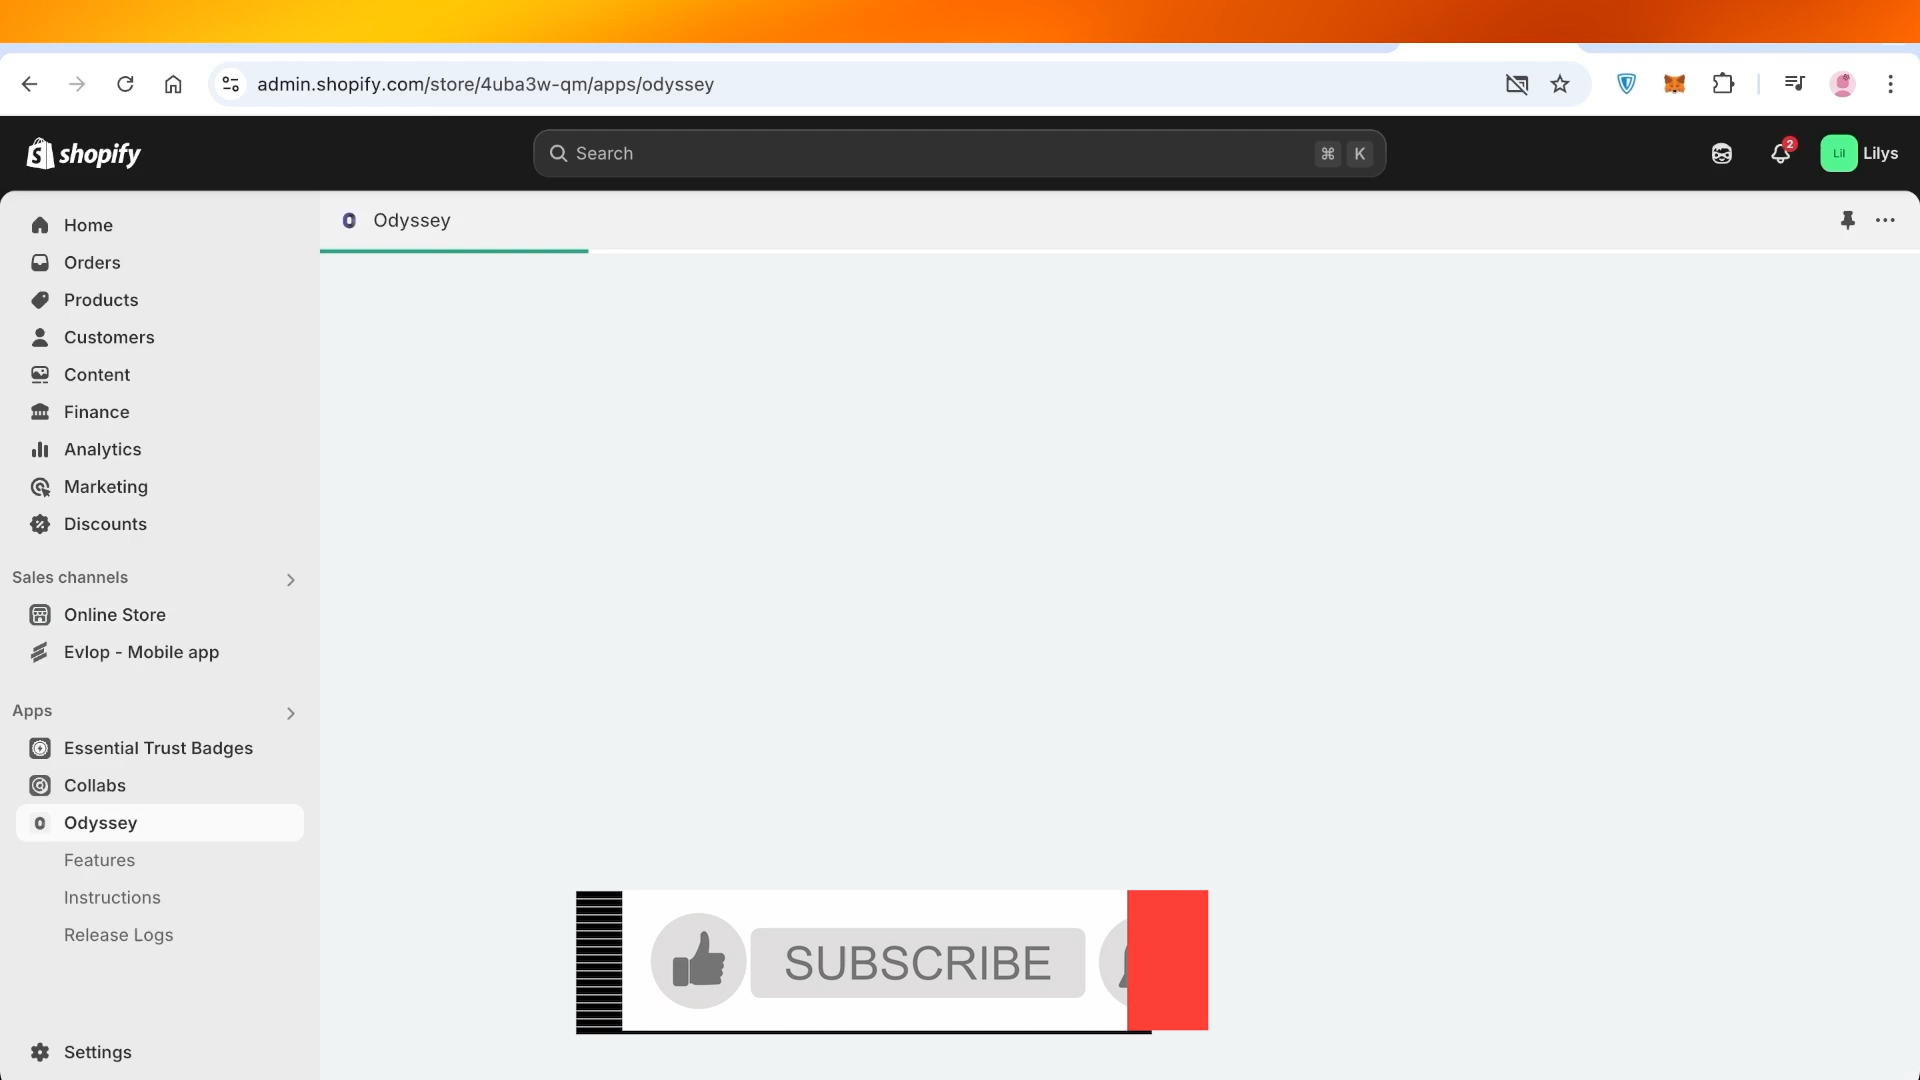 admin.shopify.com/store/4uba3w-qm/apps/odyssey
shopify
Search
⌘ K
2
Lil
Lilys
Odyssey
Home
Orders
Products
Customers
Content
Finance
Analytics
Marketing
Discounts
Sales channels
Online Store
Evlop - Mobile app
Apps
Essential Trust Badges
Collabs
Odyssey
Features
Instructions
Release Logs
Settings
SUBSCRIBE